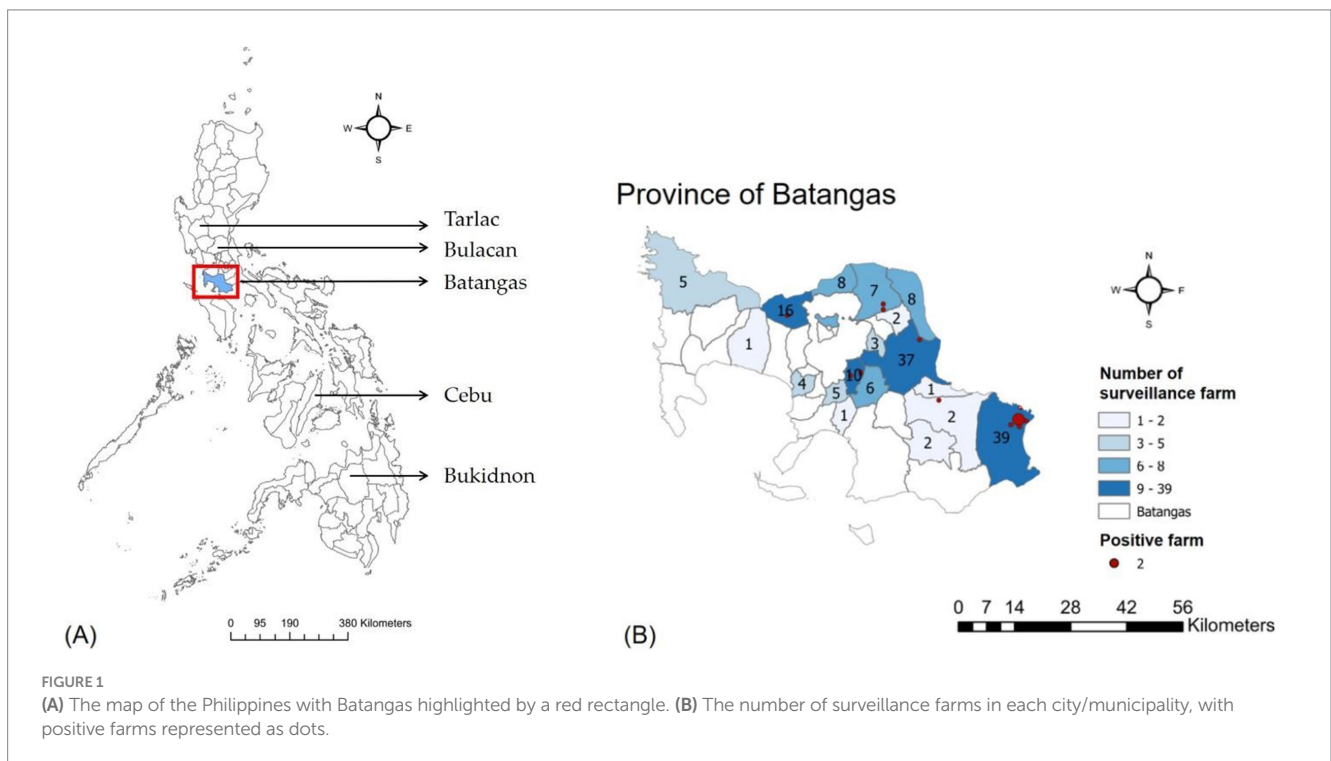 N
W E
S
Tarlac
Bulacan
Batangas
Cebu
Bukidnon
(A)
0 95 190 380 Kilometers
Province of Batangas
5
8
7
8
16
2
1
3
37
4
10
5
6
1
1
2
2
39
N
W E
S
Number of
surveillance farm
1 - 2
3 - 5
6 - 8
9 - 39
Batangas
Positive farm
2
0 7 14 28 42 56
Kilometers
(B)
FIGURE 1
(A) The map of the Philippines with Batangas highlighted by a red rectangle. (B) The number of surveillance farms in each city/municipality, with
positive farms represented as dots.